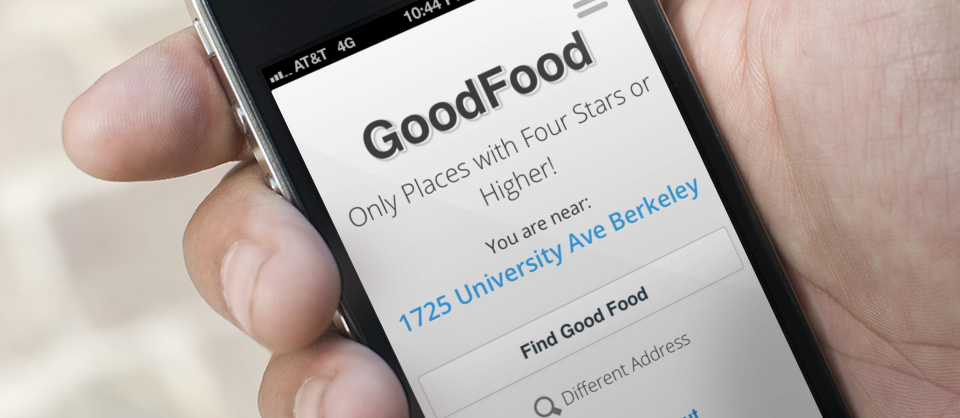 AT&T 4G 10:44
GoodFood
Only Places with Four Stars or
Higher!
You are near:
1725 University Ave Berkeley
Find Good Food
Different Address